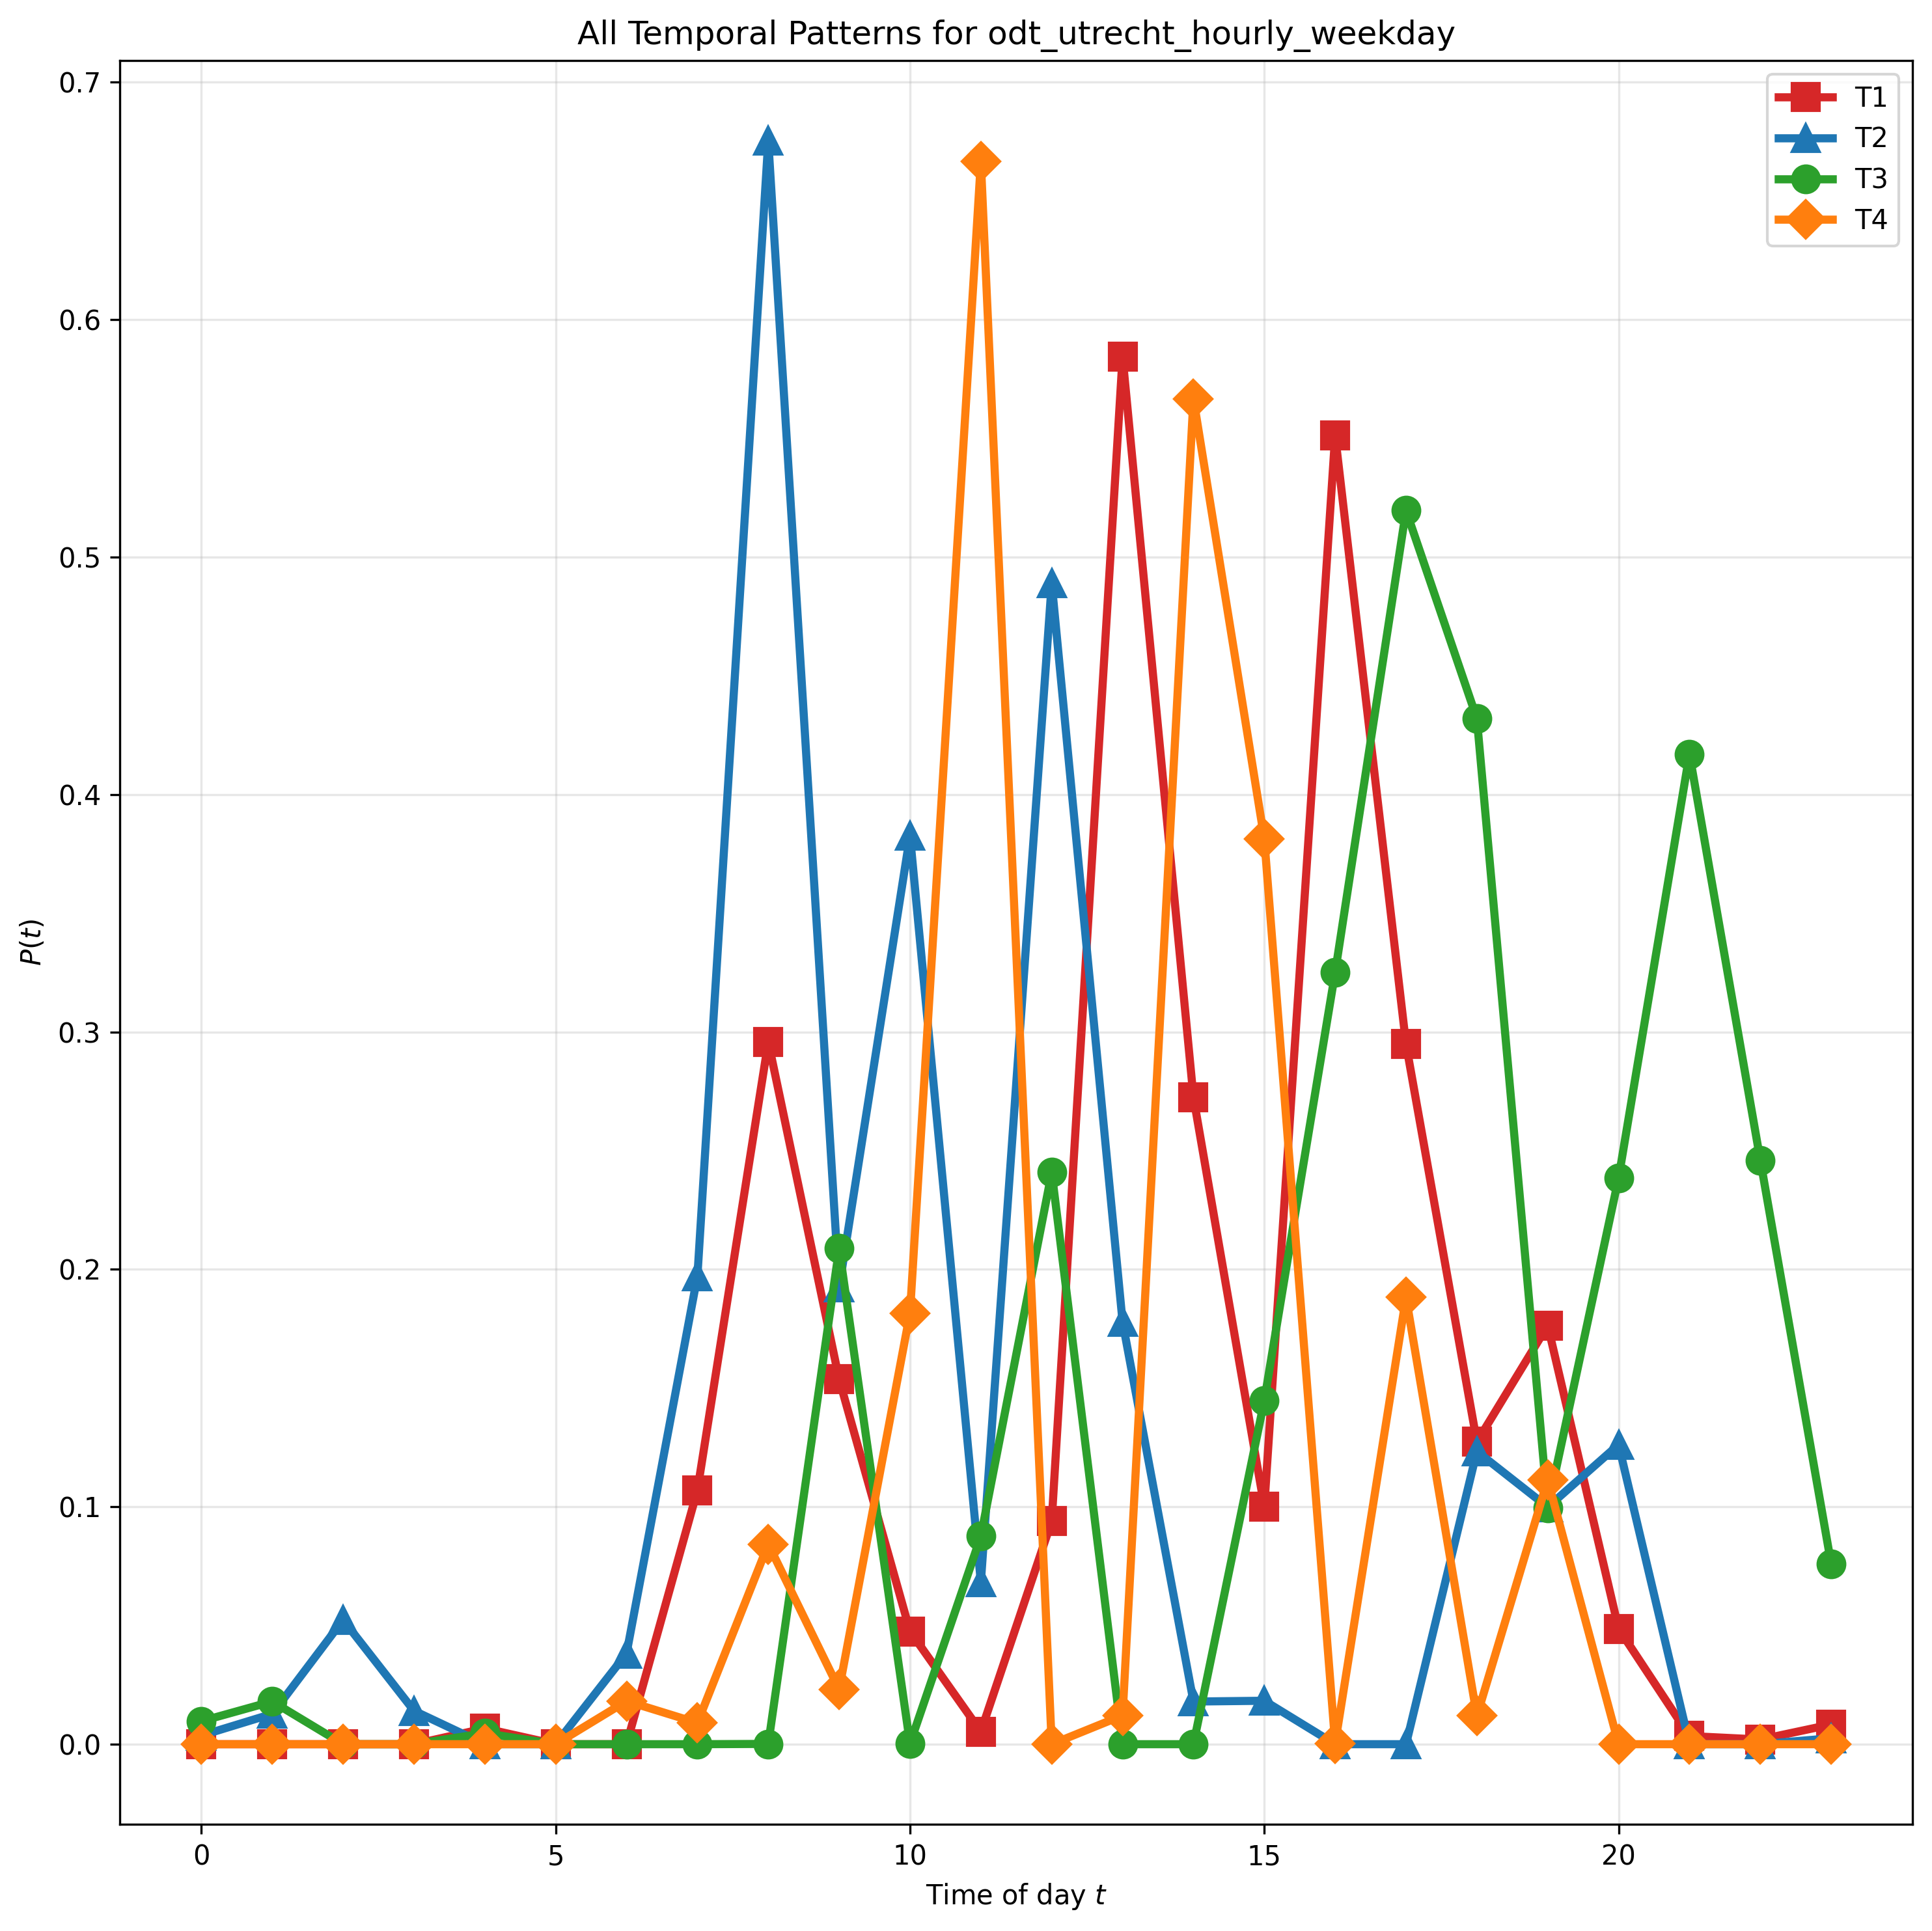 All Temporal Patterns for odt_utrecht_hourly_weekday
T1
T2
T3
T4
0.7
0.6
0.5
0.4
0.3
0.2
0.1
0.0
P(t)
0 5 10 15 20
Time of day t